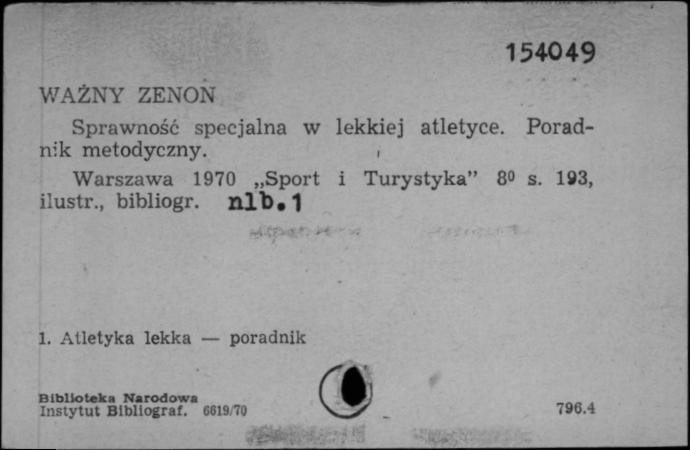 154049
WAŻNY ZENON
Sprawność specjalna w lekkiej atletyce. Porad-
nik metodyczny.
Warszawa 1970 „Sport i Turystyka” 8⁰ s. 193,
ilustr., bibliogr. nlb.1
1. Atletyka lekka — poradnik
Biblioteka Narodowa
Instytut Bibliograf. 6619/70 796.4